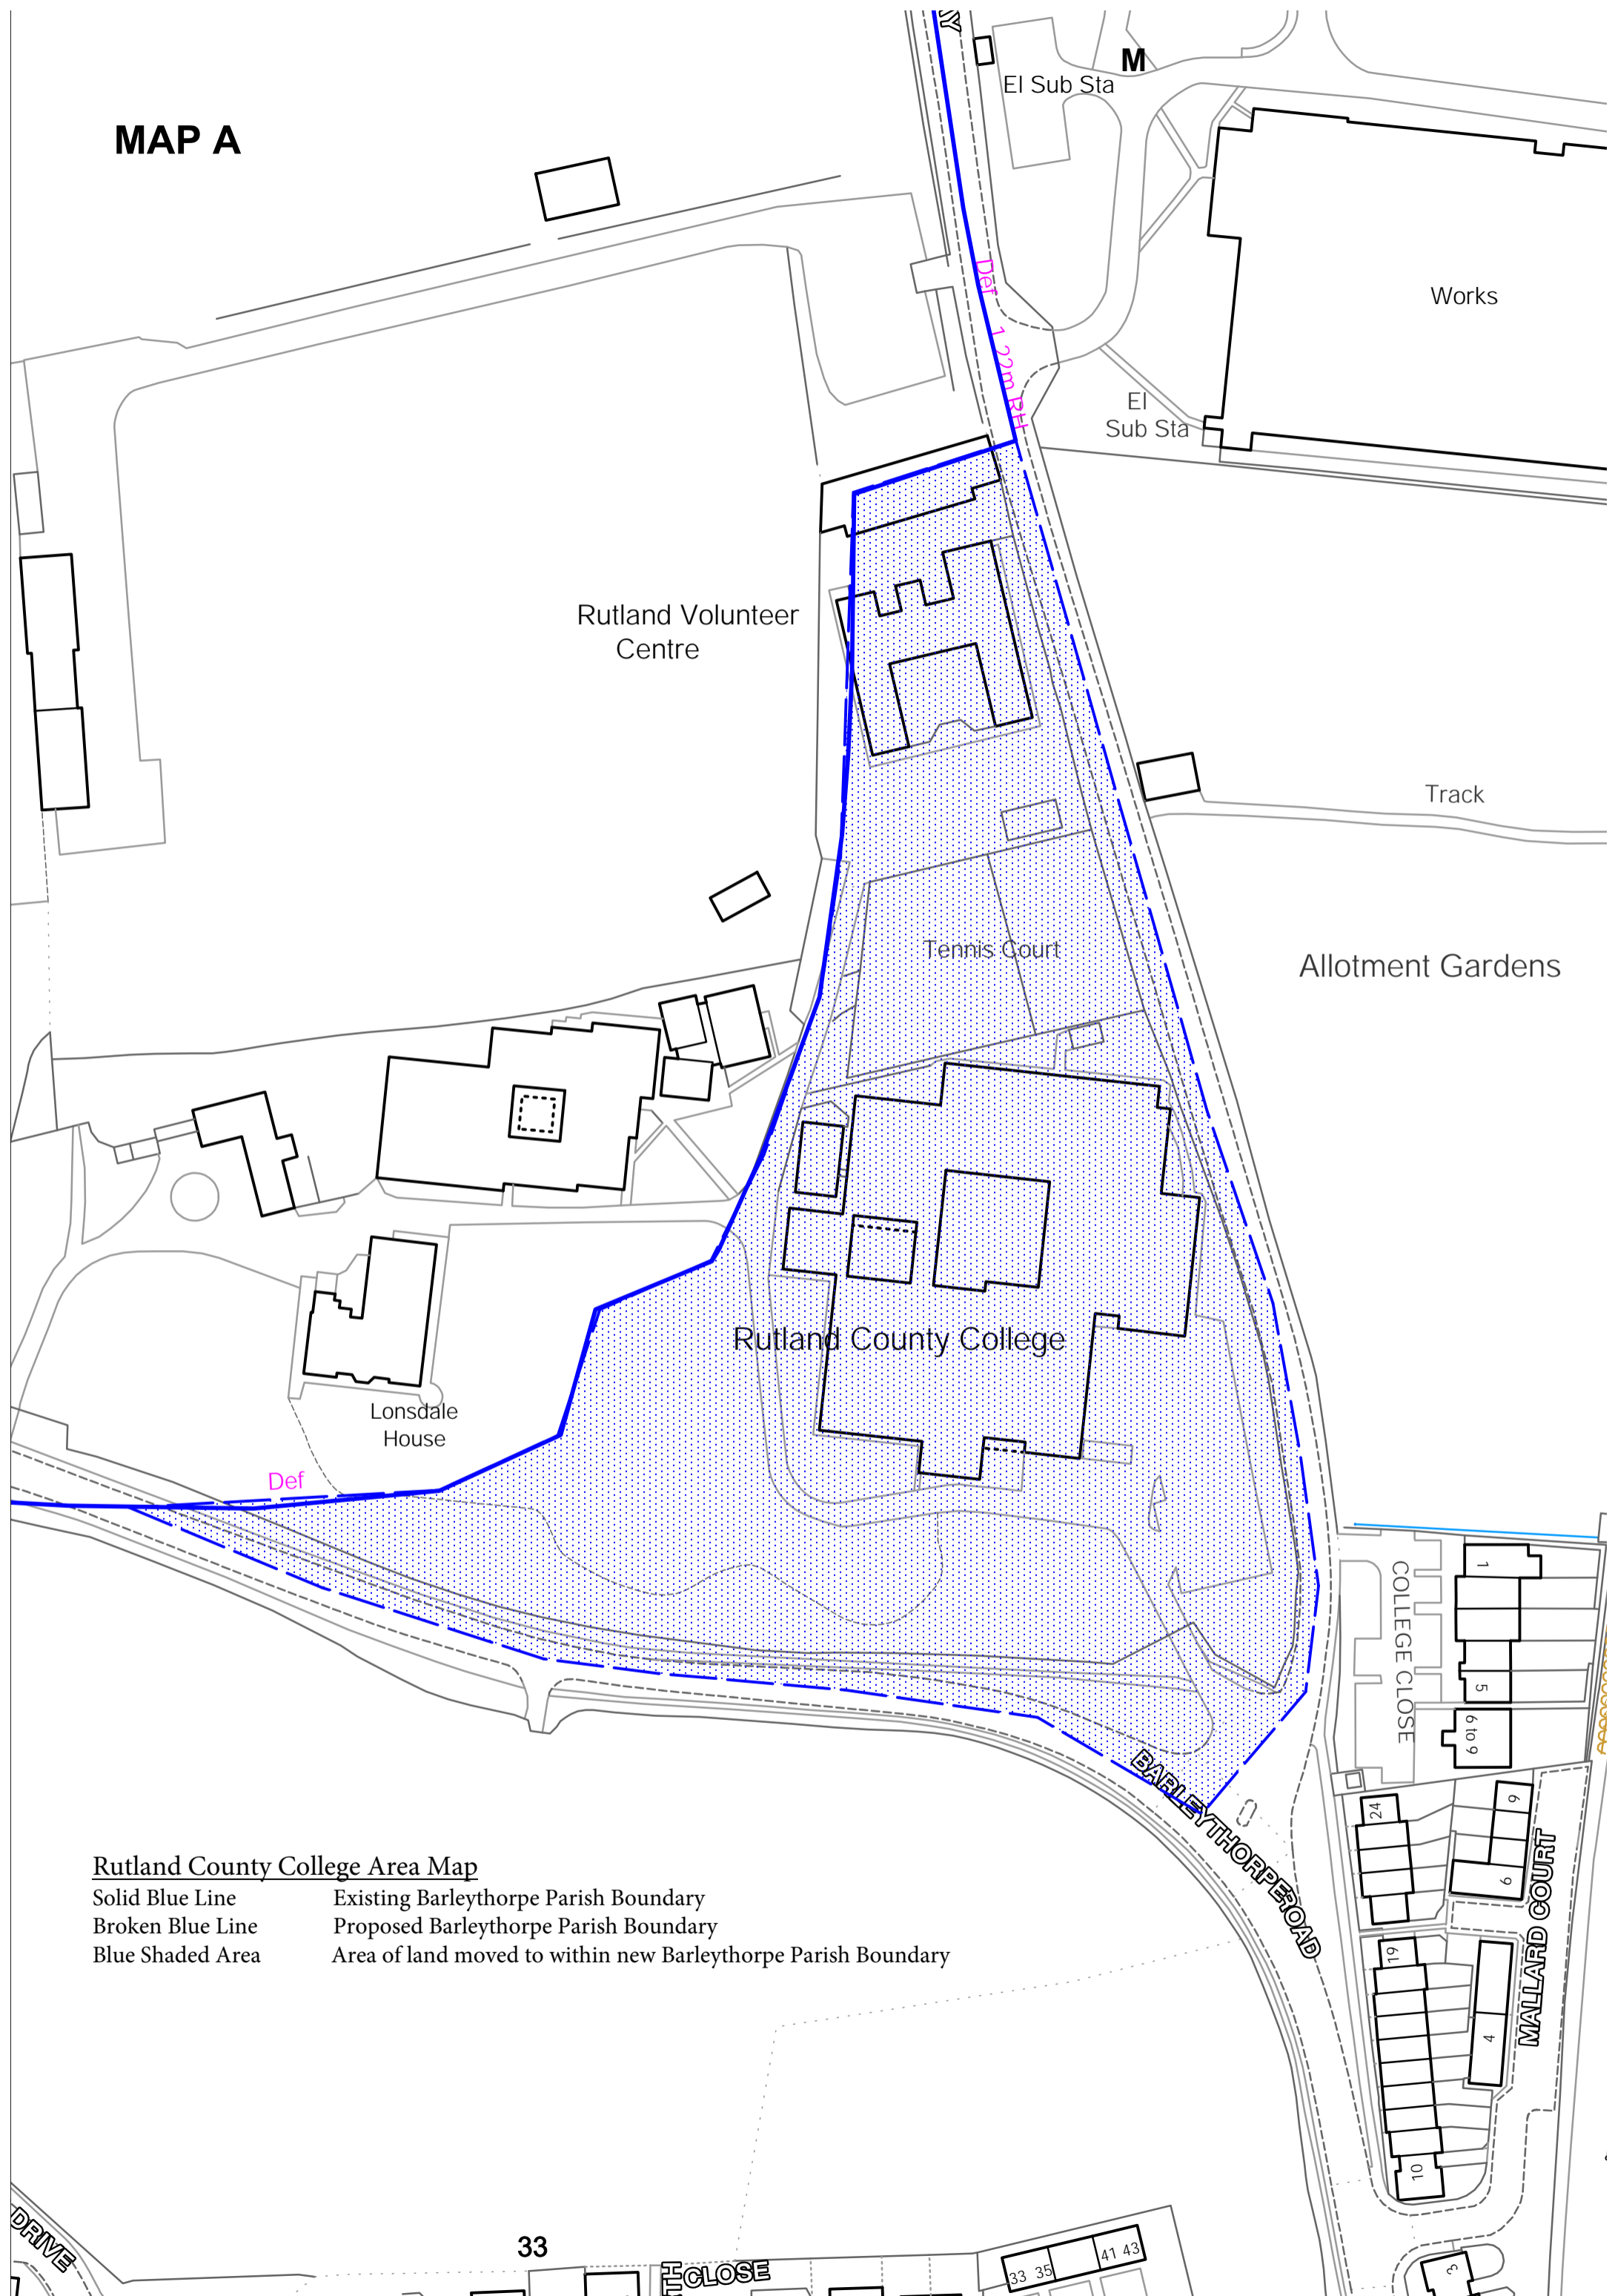 M
El Sub Sta
MAP A
Works
Def
1.22m RH
El
Sub Sta
Rutland Volunteer
Centre
Track
Tennis Court
Allotment Gardens
Rutland County College
Lonsdale
House
Def
COLLEGE CLOSE
1
5
6 to 9
BARLEYTHORPE ROAD
24
9
6
MALLARD COURT
19
4
10
3
Rutland County College Area Map
Solid Blue Line Existing Barleythorpe Parish Boundary
Broken Blue Line Proposed Barleythorpe Parish Boundary
Blue Shaded Area Area of land moved to within new Barleythorpe Parish Boundary
DRIVE
33
CLOSE
33 35
41 43